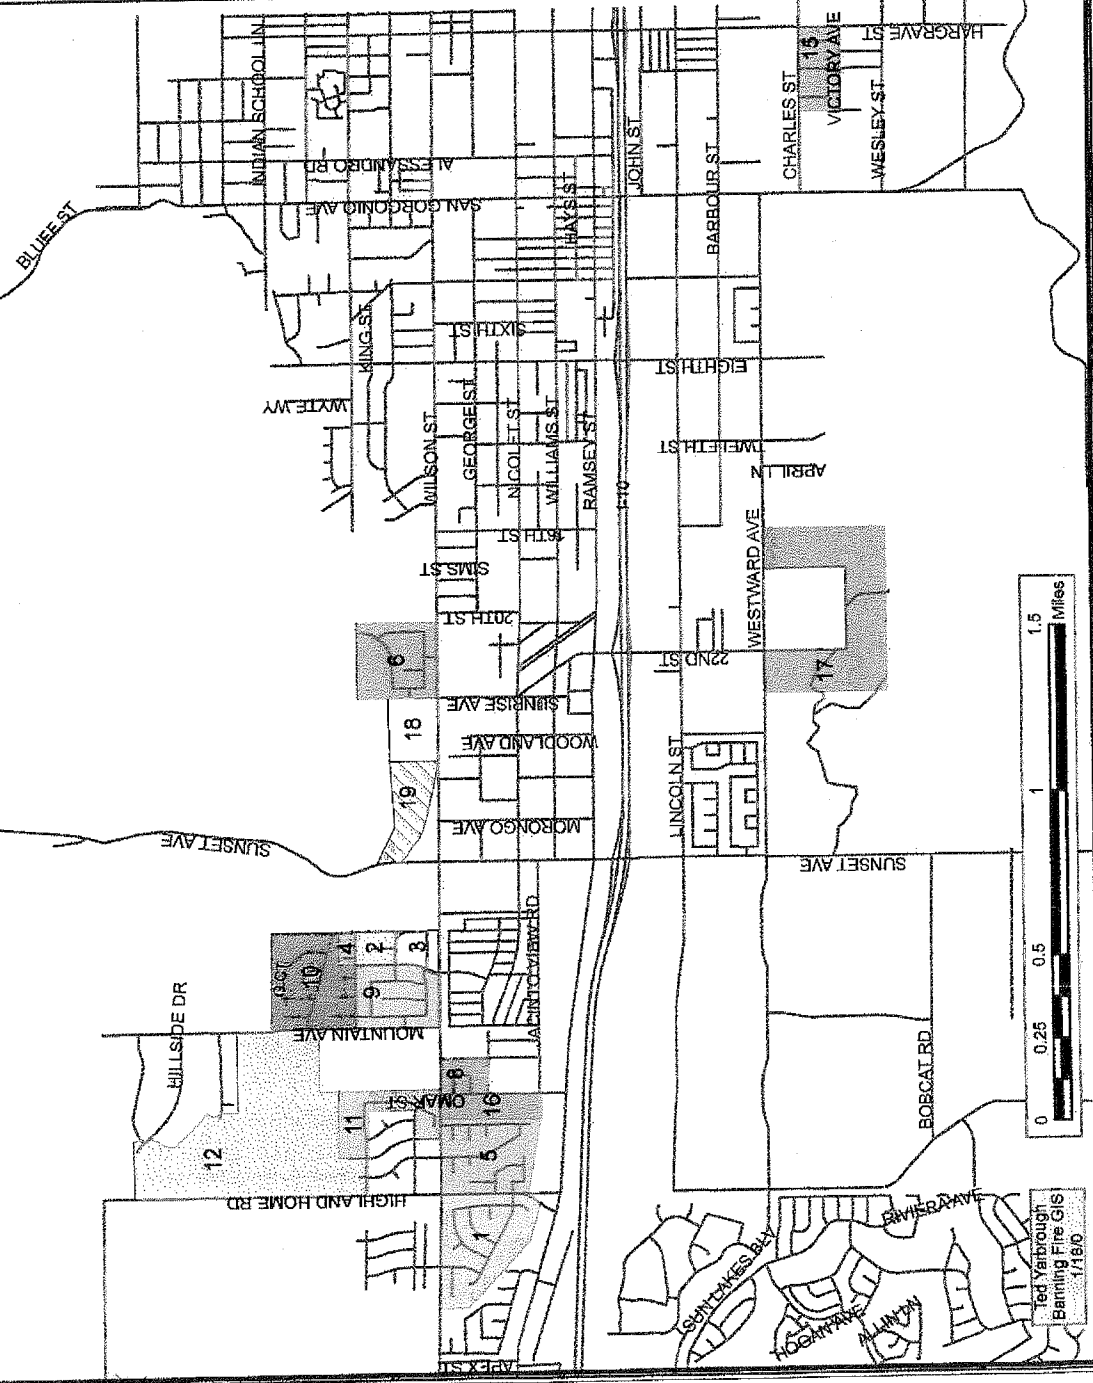 BLUFF ST
INDIAN SCHOOL LN
ALESSANDRO RD
SAN GORGONIO AVE
HAYS ST
JOHN ST
BARBOUR ST
CHARLES ST
15
VICTORY AVE
HARGRAVE ST
WESLEY ST
KING ST
SIXTH ST
EIGHTH ST
WYTE WY
WILSON ST
GEORGE ST
NICOLET ST
WILLIAMS ST
RAMSEY ST
I-10
TWELFTH ST
APRIL LN
16TH ST
SIMS ST
20TH ST
WESTWARD AVE
22ND ST
17
6
SUNRISE AVE
18
WOODLAND AVE
19
LINCOLN ST
MORONGO AVE
SUNSET AVE
SUNSET AVE
JACINTO VIEW RD
4
2
3
10
9
MOUNTAIN AVE
HILLSIDE DR
8
OMAR ST
16
11
12
5
HIGHLAND HOME RD
1
BOBCAT RD
RIVIERA AVE
SUN LAKES BLV
HOGAN AVE
ALLIN DN
APEX ST
0 0.25 0.5 1 1.5
Miles
Ted Yarbrough
Banning Fire GIS
1/18/0